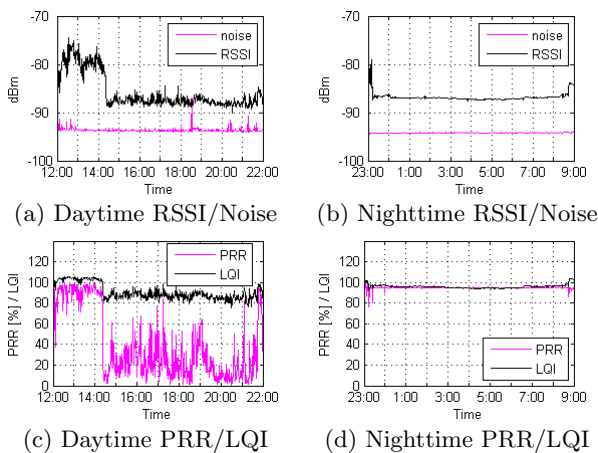 -70
-80
-90
-100
dBm
noise
RSSI
12:00 14:00 16:00 18:00 20:00 22:00
Time
(a) Daytime RSSI/Noise
-70
-80
-90
-100
dBm
noise
RSSI
23:00 1:00 3:00 5:00 7:00 9:00
Time
(b) Nighttime RSSI/Noise
120
100
80
60
40
20
0
PRR [%] / LQI
PRR
LQI
12:00 14:00 16:00 18:00 20:00 22:00
Time
(c) Daytime PRR/LQI
120
100
80
60
40
20
0
PRR [%] / LQI
PRR
LQI
23:00 1:00 3:00 5:00 7:00 9:00
Time
(d) Nighttime PRR/LQI